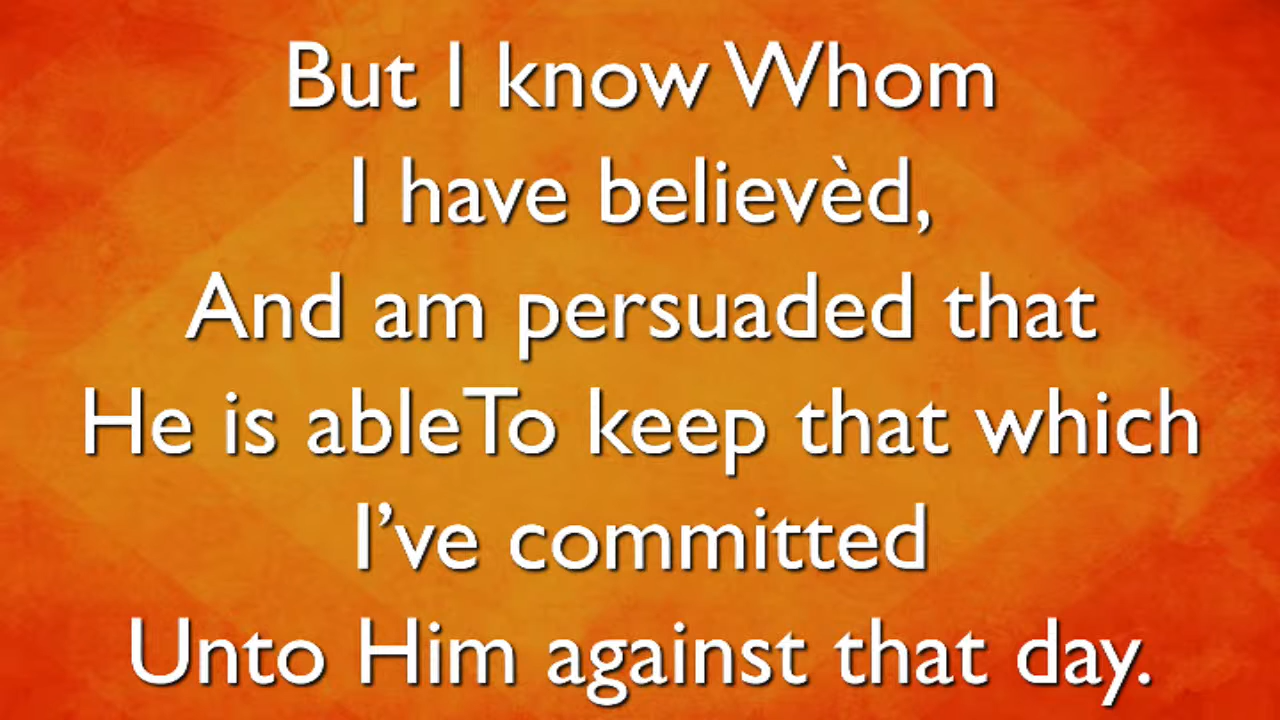 But I know Whom
I have believèd,
And am persuaded that
He is ableTo keep that which
I’ve committed
Unto Him against that day.